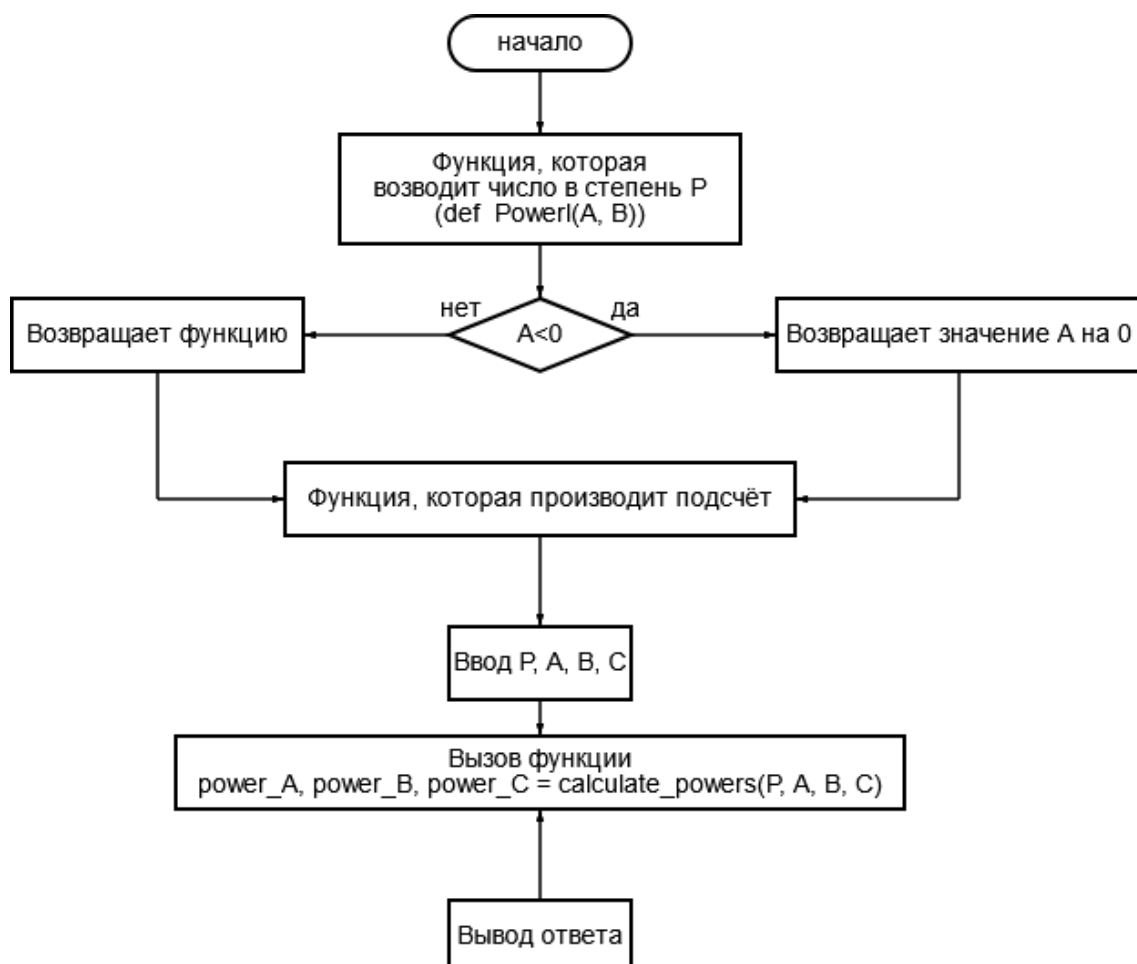 начало
Функция, которая
возводит число в степень P
(def Powerl(A, B))
нет
да
Возвращает функцию
A<0
Возвращает значение A на 0
Функция, которая производит подсчёт
Ввод P, A, B, C
Вызов функции
power_A, power_B, power_C = calculate_powers(P, A, B, C)
Вывод ответа